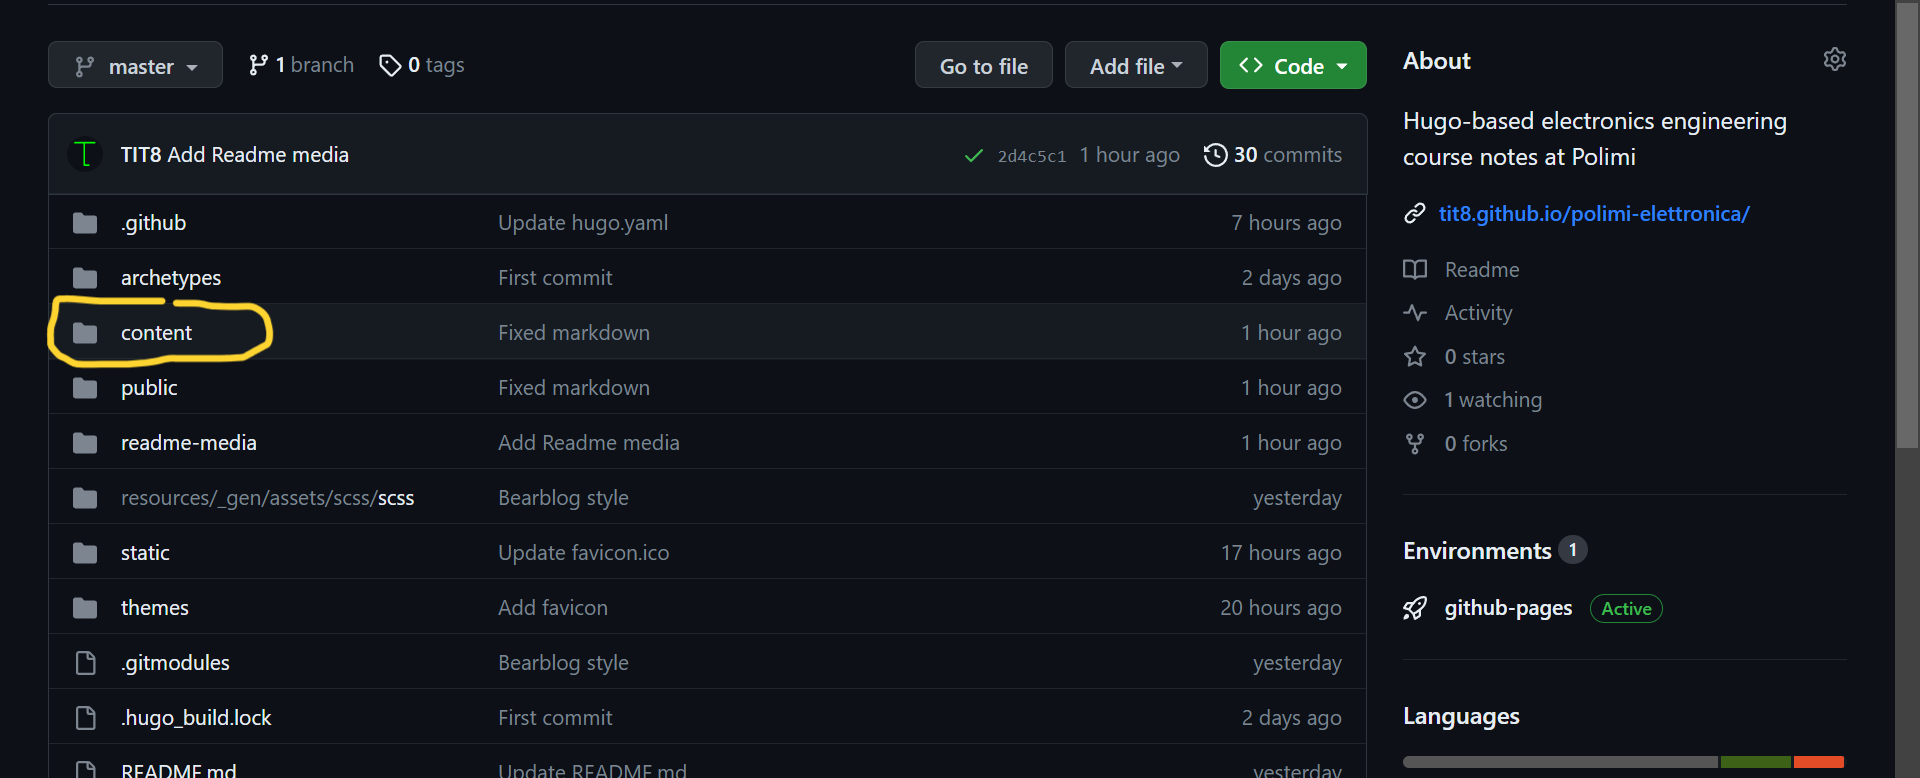 master 1 branch 0 tags Go to file Add file Code
TIT8 Add Readme media 2d4c5c1 1 hour ago 30 commits
.github Update hugo.yaml 7 hours ago
archetypes First commit 2 days ago
content Fixed markdown 1 hour ago
public Fixed markdown 1 hour ago
readme-media Add Readme media 1 hour ago
resources/_gen/assets/scss/scss Bearblog style yesterday
static Update favicon.ico 17 hours ago
themes Add favicon 20 hours ago
.gitmodules Bearblog style yesterday
.hugo_build.lock First commit 2 days ago
README.md Update README.md yesterday
About
Hugo-based electronics engineering
course notes at Polimi
tit8.github.io/polimi-elettronica/
Readme
Activity
0 stars
1 watching
0 forks
Environments 1
github-pages Active
Languages